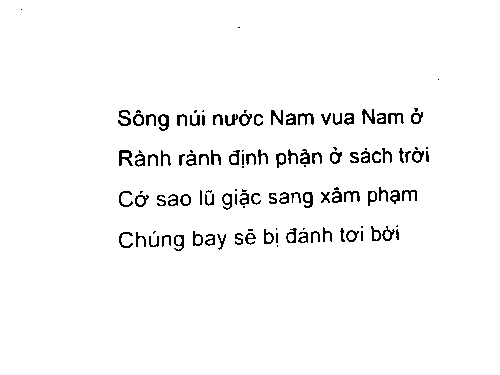 Sông núi nước Nam vua Nam ở
Rành rành định phận ở sách trời
Cớ sao lũ giặc sang xâm phạm
Chúng bay sẽ bị đánh tơi bời